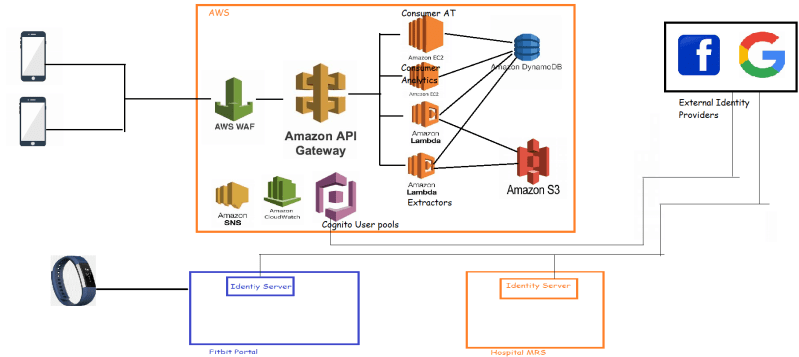 AWS
Consumer AT
Amazon EC2
Consumer
Analytics
Amazon EC2
Amazon DynamoDB
AWS WAF
Amazon API
Gateway
Amazon
Lambda
Amazon
Lambda
Extractors
Amazon S3
Amazon
SNS
Amazon
CloudWatch
Cognito User pools
f
G
External Identity
Providers
Identiy Server
Fitbit Portal
Identity Server
Hospital MRS